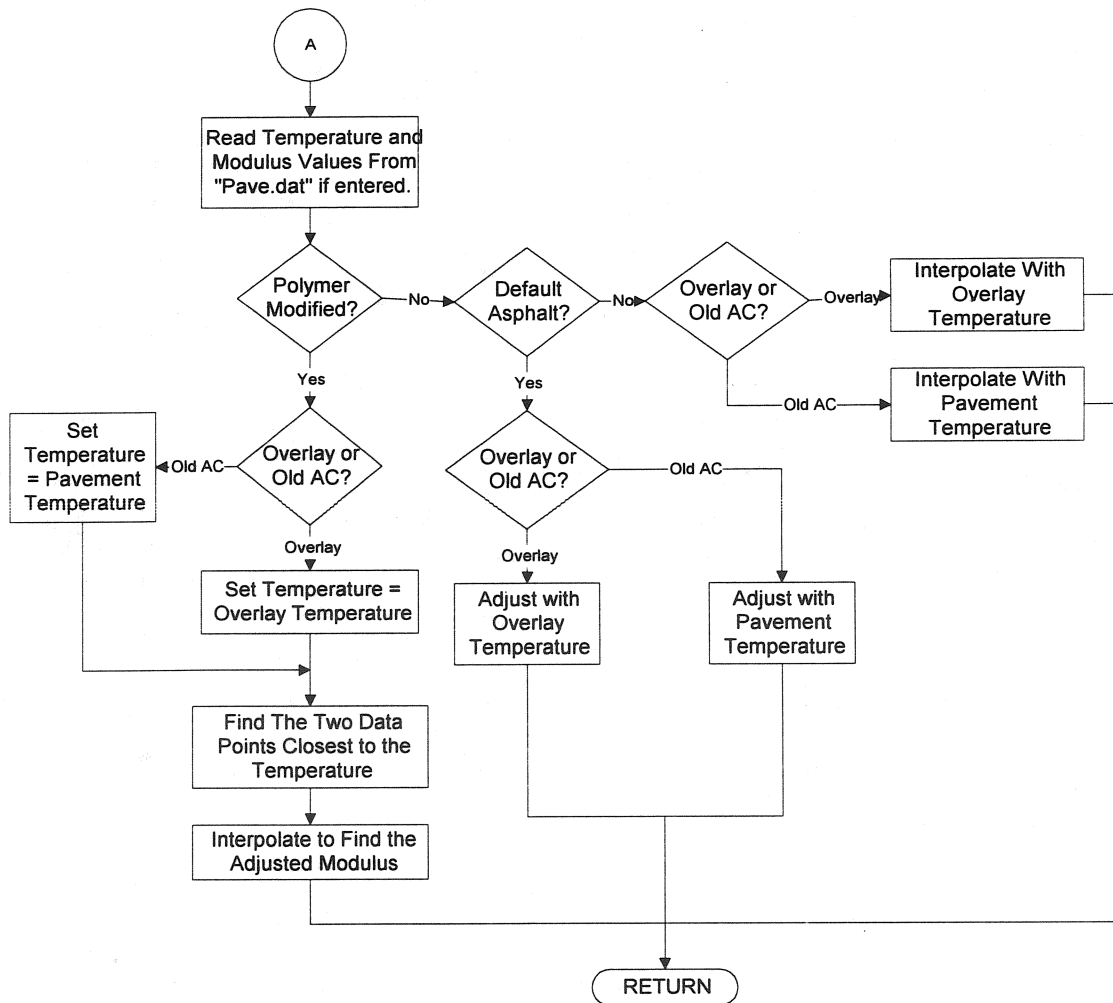 A
Read Temperature and
Modulus Values From
"Pave.dat" if entered.
Polymer
Modified?
No
Default
Asphalt?
No
Overlay or
Old AC?
Overlay
Interpolate With
Overlay
Temperature
Old AC
Interpolate With
Pavement
Temperature
Yes
Overlay or
Old AC?
Old AC
Set
Temperature
= Pavement
Temperature
Overlay
Set Temperature =
Overlay Temperature
Yes
Overlay or
Old AC?
Old AC
Overlay
Adjust with
Overlay
Temperature
Adjust with
Pavement
Temperature
Find The Two Data
Points Closest to the
Temperature
Interpolate to Find the
Adjusted Modulus
RETURN